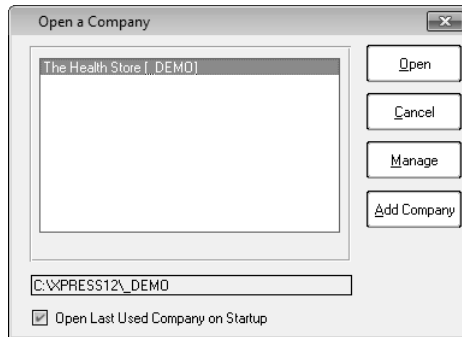 Open a Company
The Health Store [_DEMO]
Open
Cancel
Manage
Add Company
C:\XPRESS12\_DEMO
Open Last Used Company on Startup